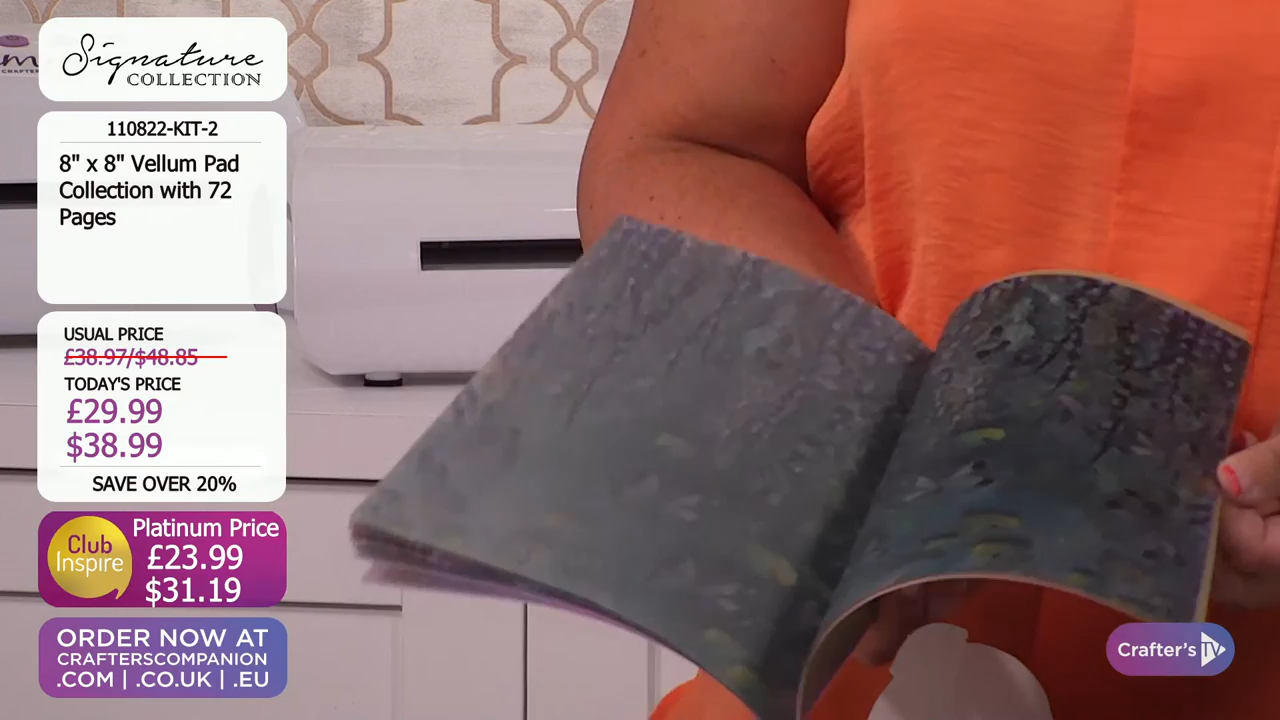 Signature
COLLECTION
110822-KIT-2
8" x 8" Vellum Pad
Collection with 72
Pages
USUAL PRICE
£38.97/$48.85
TODAY'S PRICE
£29.99
$38.99
SAVE OVER 20%
Club
Inspire
Platinum Price
£23.99
$31.19
ORDER NOW AT
CRAFTERSCOMPANION
.COM | .CO.UK | .EU
Crafter's TV